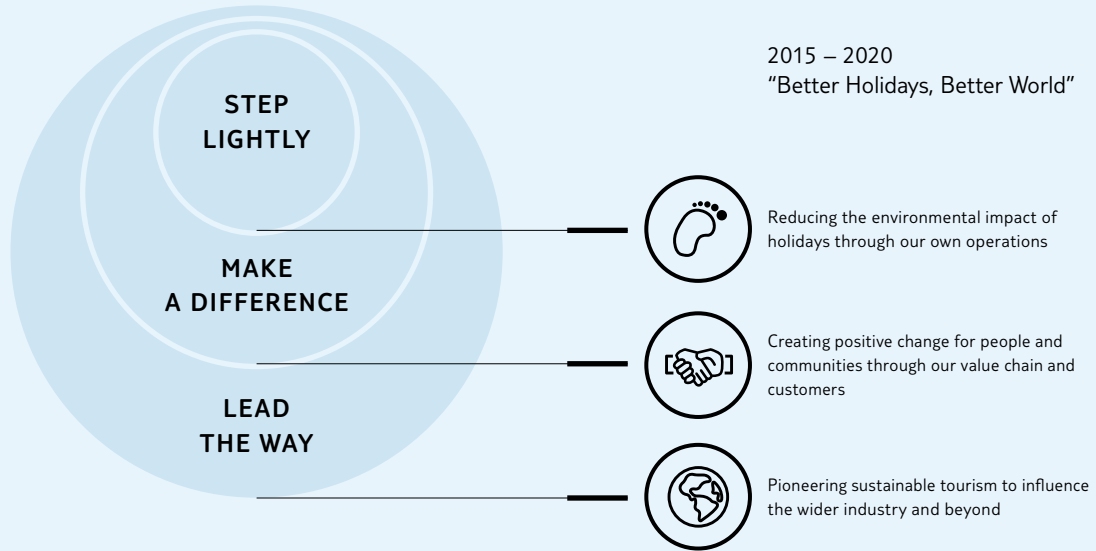 STEP
LIGHTLY
MAKE
A DIFFERENCE
LEAD
THE WAY
2015 – 2020
“Better Holidays, Better World”
Reducing the environmental impact of
holidays through our own operations
Creating positive change for people and
communities through our value chain and
customers
Pioneering sustainable tourism to influence
the wider industry and beyond